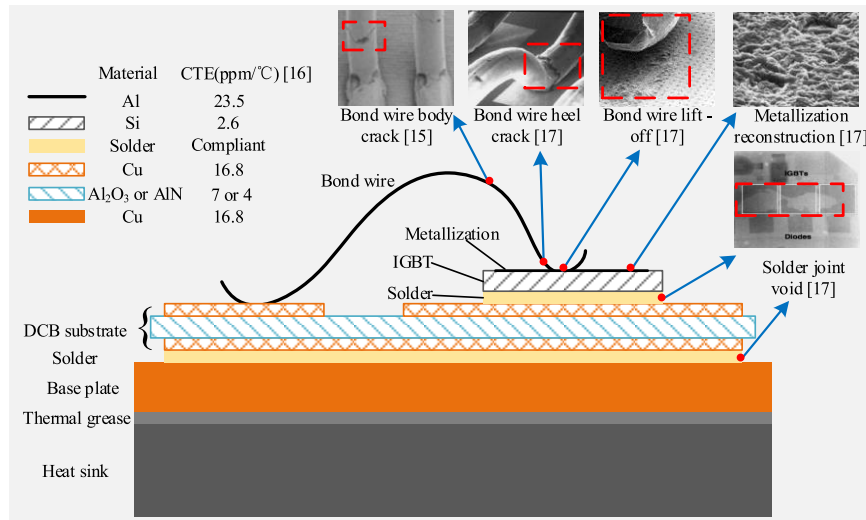 Material CTE(ppm/℃) [16]
Al 23.5
Si 2.6
Solder Compliant
Cu 16.8
Al₂O₃ or AlN 7 or 4
Cu 16.8
Bond wire body
crack [15]
Bond wire heel
crack [17]
Bond wire lift -
off [17]
Metallization
reconstruction [17]
IGBTs
Diodes
Solder joint
void [17]
Bond wire
Metallization
IGBT
Solder
DCB substrate
Solder
Base plate
Thermal grease
Heat sink